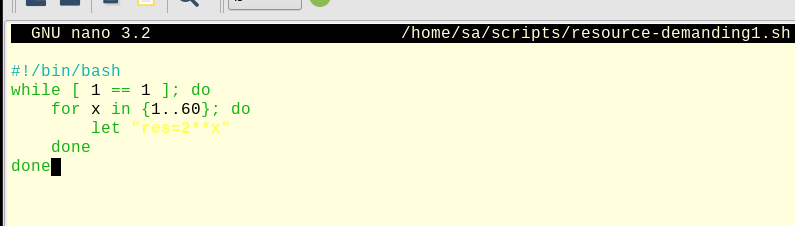 GNU nano 3.2 /home/sa/scripts/resource-demanding1.sh
#!/bin/bash
while [ 1 == 1 ]; do
    for x in {1..60}; do
        let "res=2**x"
    done
done